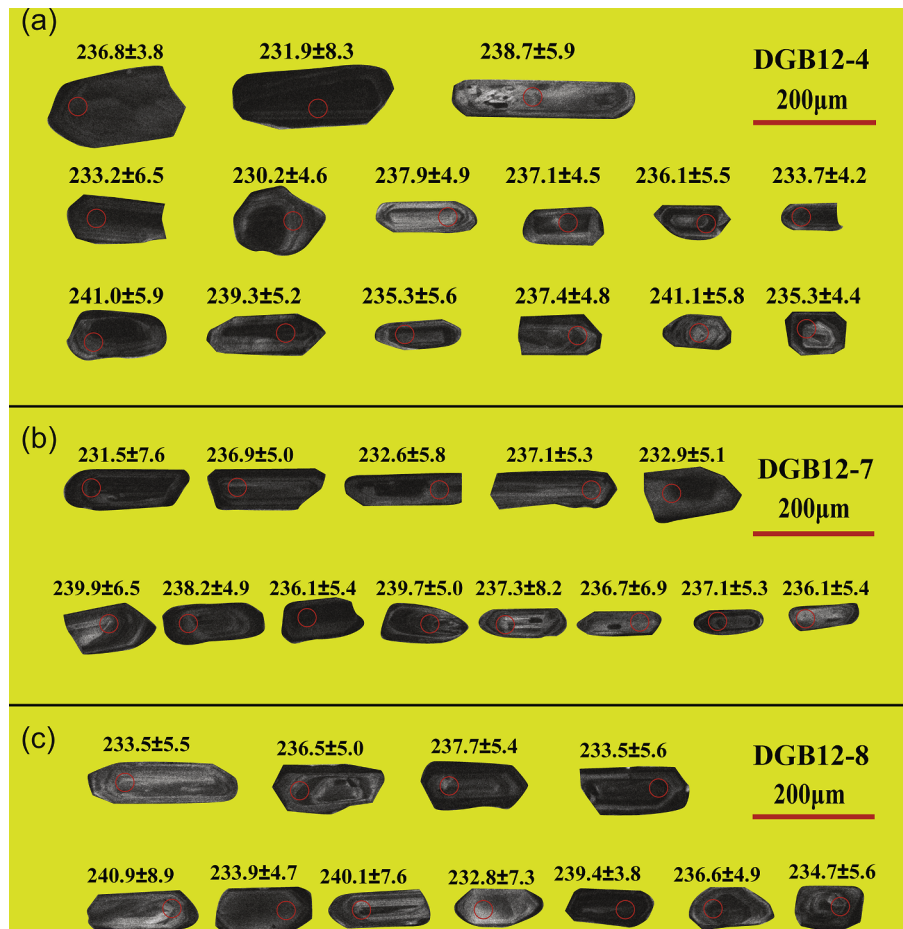 (a)
236.8±3.8 231.9±8.3 238.7±5.9 DGB12-4
200μm
233.2±6.5 230.2±4.6 237.9±4.9 237.1±4.5 236.1±5.5 233.7±4.2
241.0±5.9 239.3±5.2 235.3±5.6 237.4±4.8 241.1±5.8 235.3±4.4
(b)
231.5±7.6 236.9±5.0 232.6±5.8 237.1±5.3 232.9±5.1 DGB12-7
200μm
239.9±6.5 238.2±4.9 236.1±5.4 239.7±5.0 237.3±8.2 236.7±6.9 237.1±5.3 236.1±5.4
(c)
233.5±5.5 236.5±5.0 237.7±5.4 233.5±5.6 DGB12-8
200μm
240.9±8.9 233.9±4.7 240.1±7.6 232.8±7.3 239.4±3.8 236.6±4.9 234.7±5.6